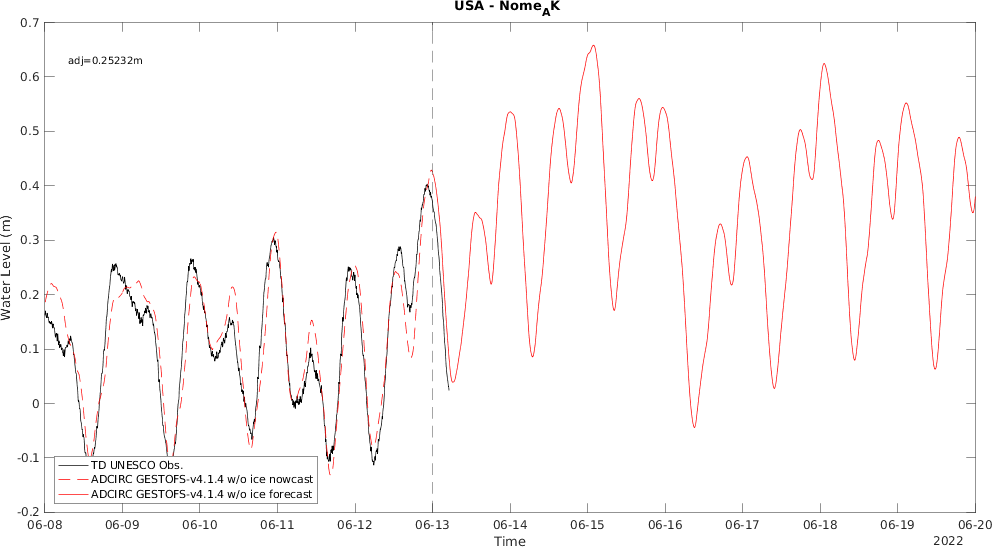 USA - Nome_AK
adj=0.25232m
0.7
0.6
0.5
0.4
0.3
0.2
0.1
0
-0.1
-0.2
Water Level (m)
TD UNESCO Obs.
ADCIRC GESTOFS-v4.1.4 w/o ice nowcast
ADCIRC GESTOFS-v4.1.4 w/o ice forecast
06-08 06-09 06-10 06-11 06-12 06-13 06-14 06-15 06-16 06-17 06-18 06-19 06-20
Time
2022